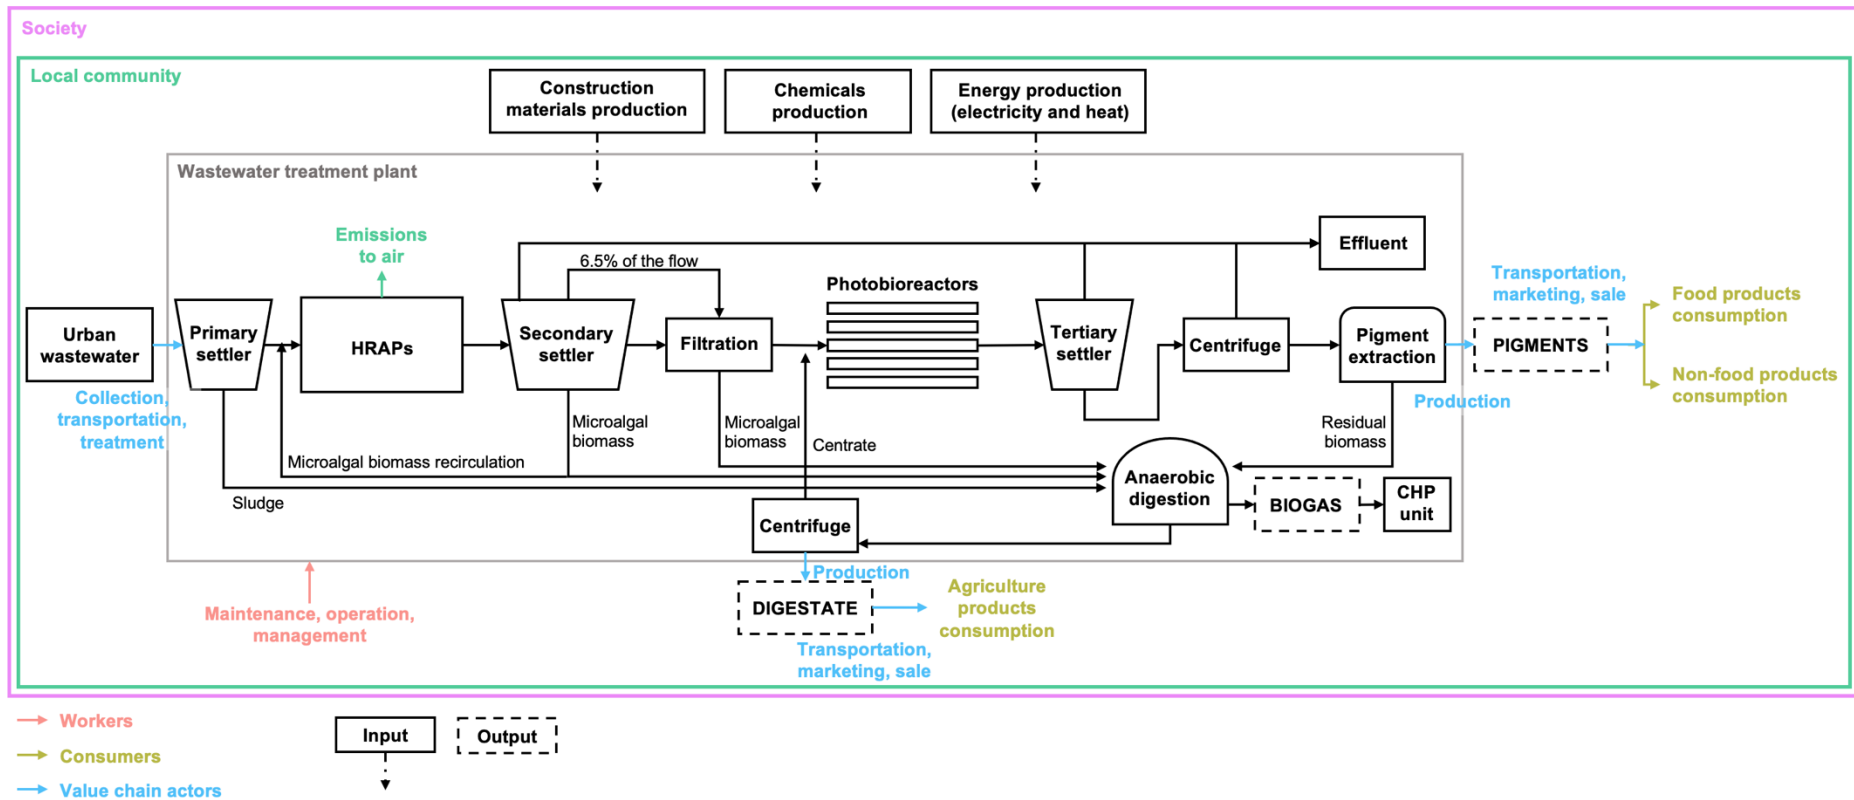 Society
Local community
Construction
materials production
Chemicals
production
Energy production
(electricity and heat)
Wastewater treatment plant
Emissions
to air
6.5% of the flow
Effluent
Photobioreactors
Transportation,
marketing, sale
Food products
consumption
Urban
wastewater
Primary
settler
HRAPs
Secondary
settler
Filtration
Tertiary
settler
Centrifuge
Pigment
extraction
PIGMENTS
Non-food products
consumption
Collection,
transportation,
treatment
Production
Microalgal
biomass
Microalgal
biomass
Centrate
Residual
biomass
Microalgal biomass recirculation
Sludge
Anaerobic
digestion
BIOGAS
CHP
unit
Centrifuge
Production
DIGESTATE
Agriculture
products
consumption
Transportation,
marketing, sale
Maintenance, operation,
management
Workers
Consumers
Value chain actors
Input
Output